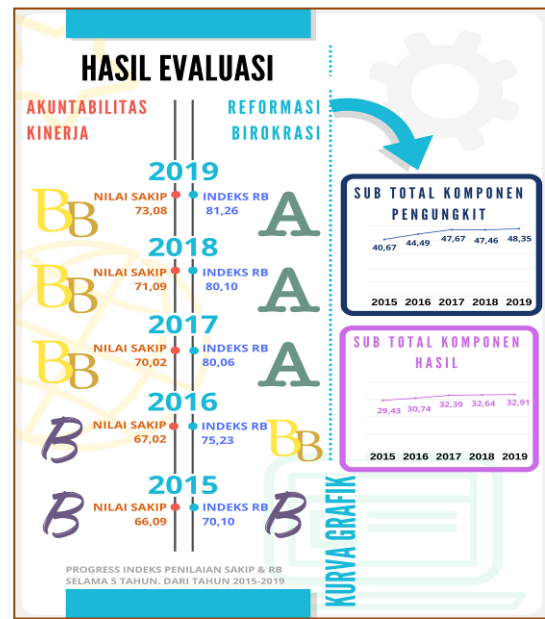 HASIL EVALUASI
AKUNTABILITAS
KINERJA
REFORMASI
BIROKRASI
2019
BB
NILAI SAKIP
73,08
INDEKS RB
81,26
A
2018
BB
NILAI SAKIP
71,09
INDEKS RB
80,10
A
2017
BB
NILAI SAKIP
70,02
INDEKS RB
80,06
A
2016
B
NILAI SAKIP
67,02
INDEKS RB
75,23
BB
2015
B
NILAI SAKIP
66,09
INDEKS RB
70,10
B
PROGRESS INDEKS PENILAIAN SAKIP & RB
SELAMA 5 TAHUN. DARI TAHUN 2015-2019
KURVA GRAFIK
SUB TOTAL KOMPONEN
PENGUNGKIT
40,67 44,49 47,67 47,46 48,35
2015 2016 2017 2018 2019
SUB TOTAL KOMPONEN
HASIL
29,43 30,74 32,39 32,64 32,91
2015 2016 2017 2018 2019